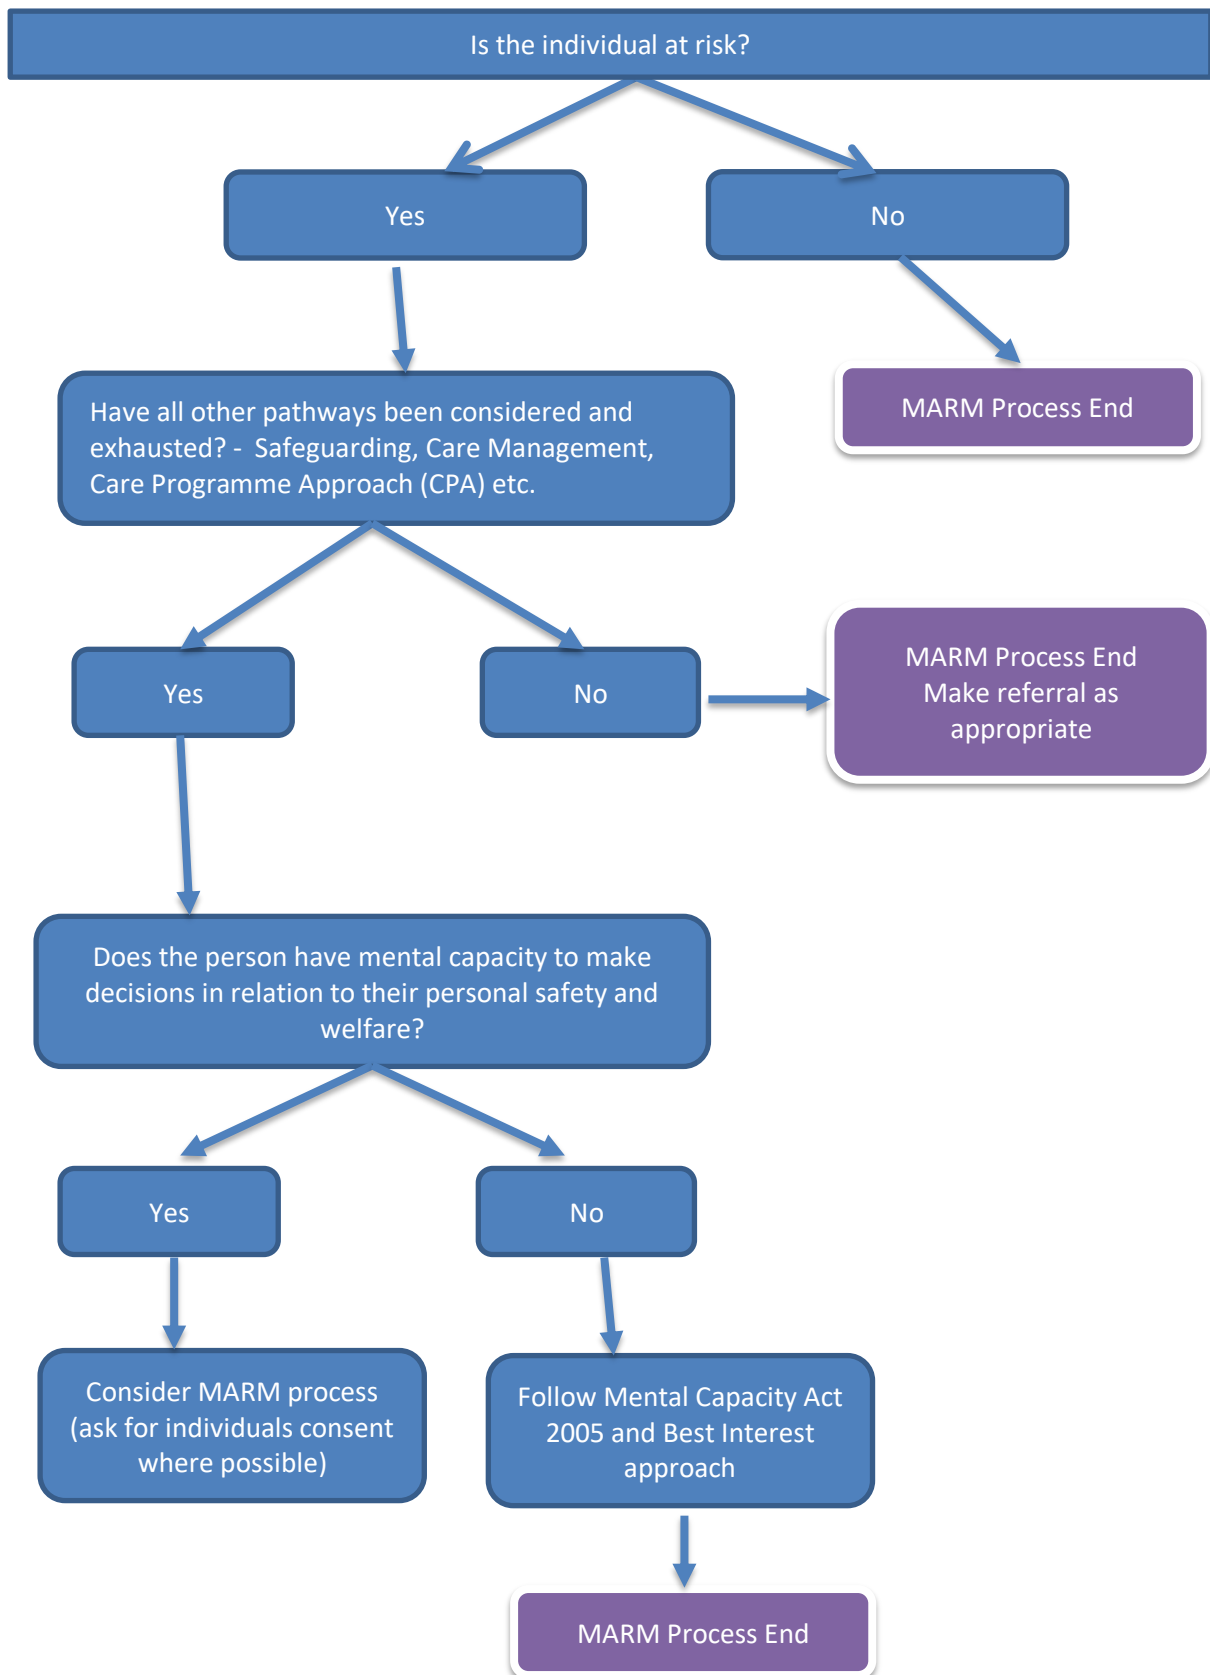 Is the individual at risk?
Yes
No
MARM Process End
Have all other pathways been considered and
exhausted? - Safeguarding, Care Management,
Care Programme Approach (CPA) etc.
Yes
No
MARM Process End
Make referral as
appropriate
Does the person have mental capacity to make
decisions in relation to their personal safety and
welfare?
Yes
No
Consider MARM process
(ask for individuals consent
where possible)
Follow Mental Capacity Act
2005 and Best Interest
approach
MARM Process End